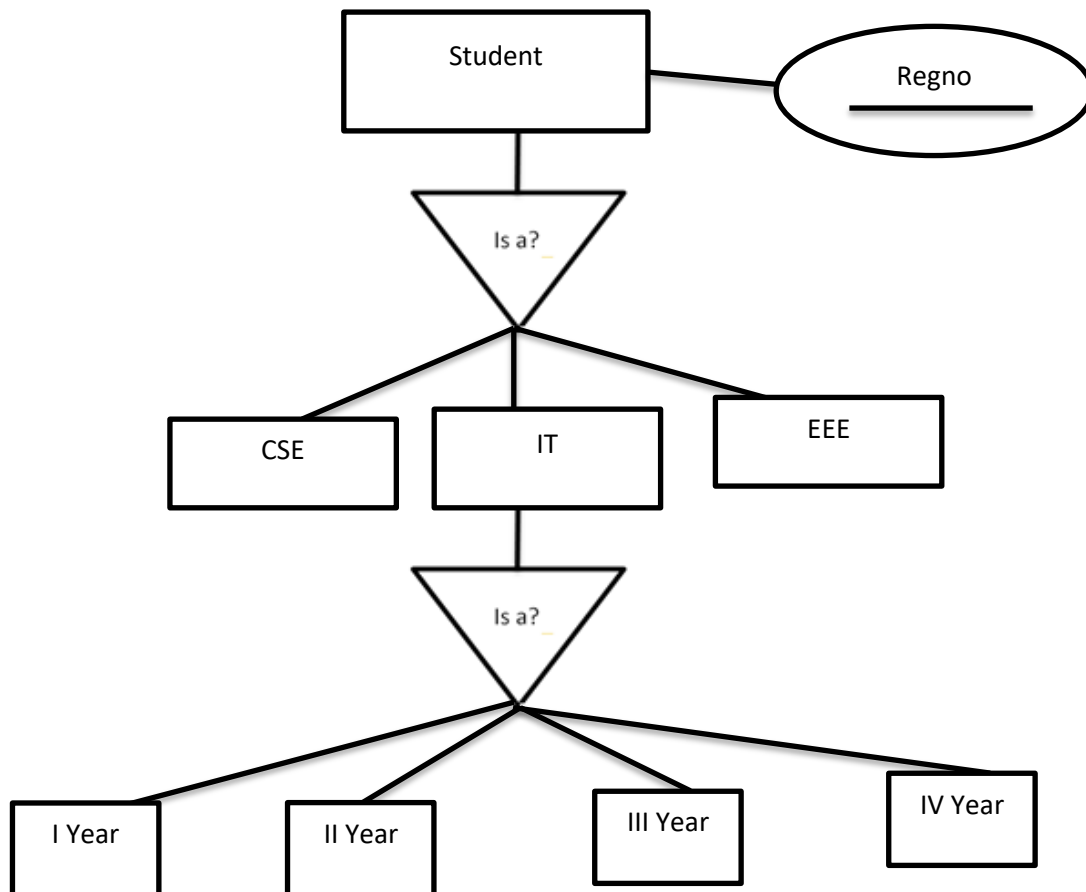 Student
Regno
Is a?
CSE
IT
EEE
Is a?
I Year
II Year
III Year
IV Year